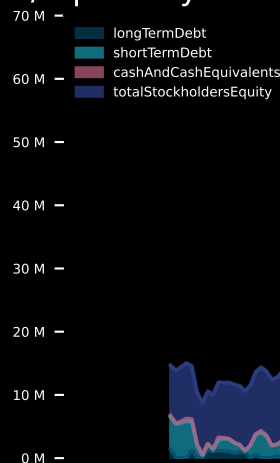 70 M
longTermDebt
shortTermDebt
60 M
cashAndCashEquivalents
totalStockholdersEquity
50 M
40 M
30 M
20 M
10 M
0 M